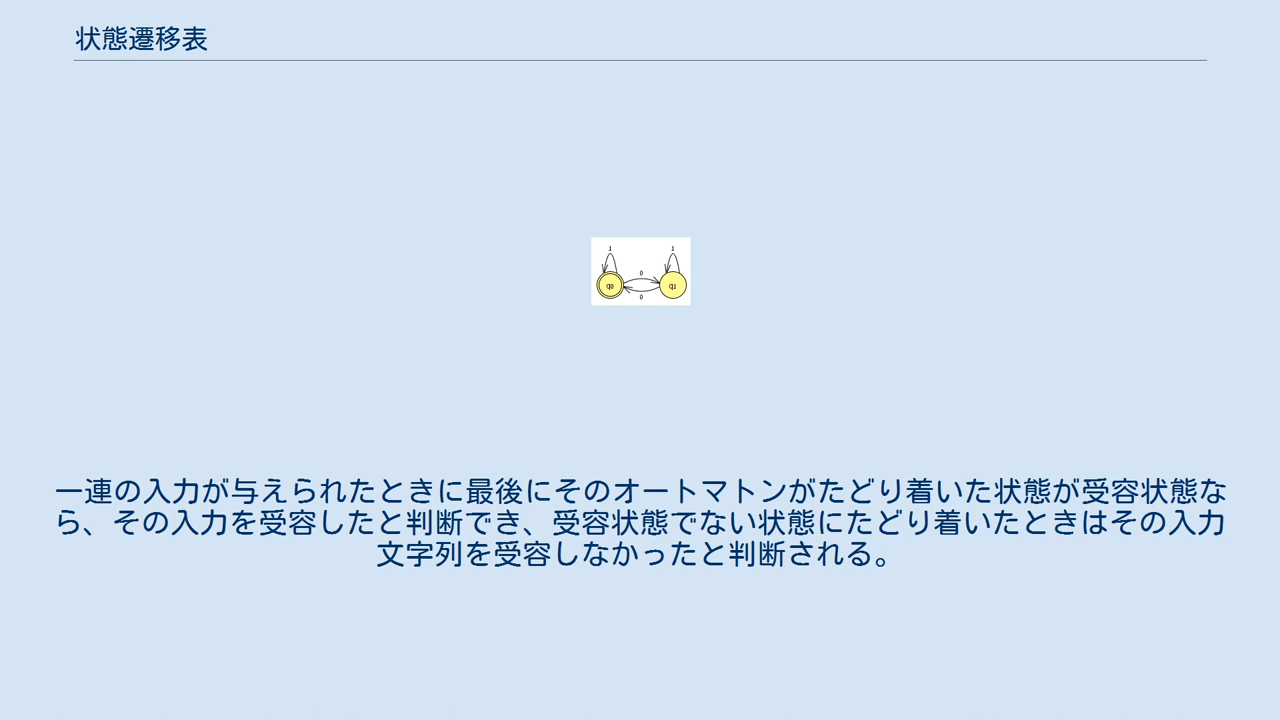 状態遷移表
1 1
0
q0 q1
0
一連の入力が与えられたときに最後にそのオートマトンがたどり着いた状態が受容状態な
ら、その入力を受容したと判断でき、受容状態でない状態にたどり着いたときはその入力
文字列を受容しなかったと判断される。